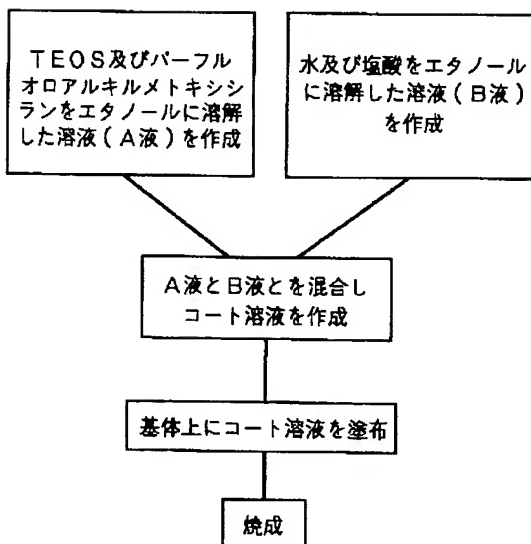 TEOS及びパーフル
オロアルキルメトキシシ
ランをエタノールに溶解
した溶液(A液)を作成
水及び塩酸をエタノール
に溶解した溶液(B液)
を作成
A液とB液とを混合し
コート溶液を作成
基体上にコート溶液を塗布
焼成